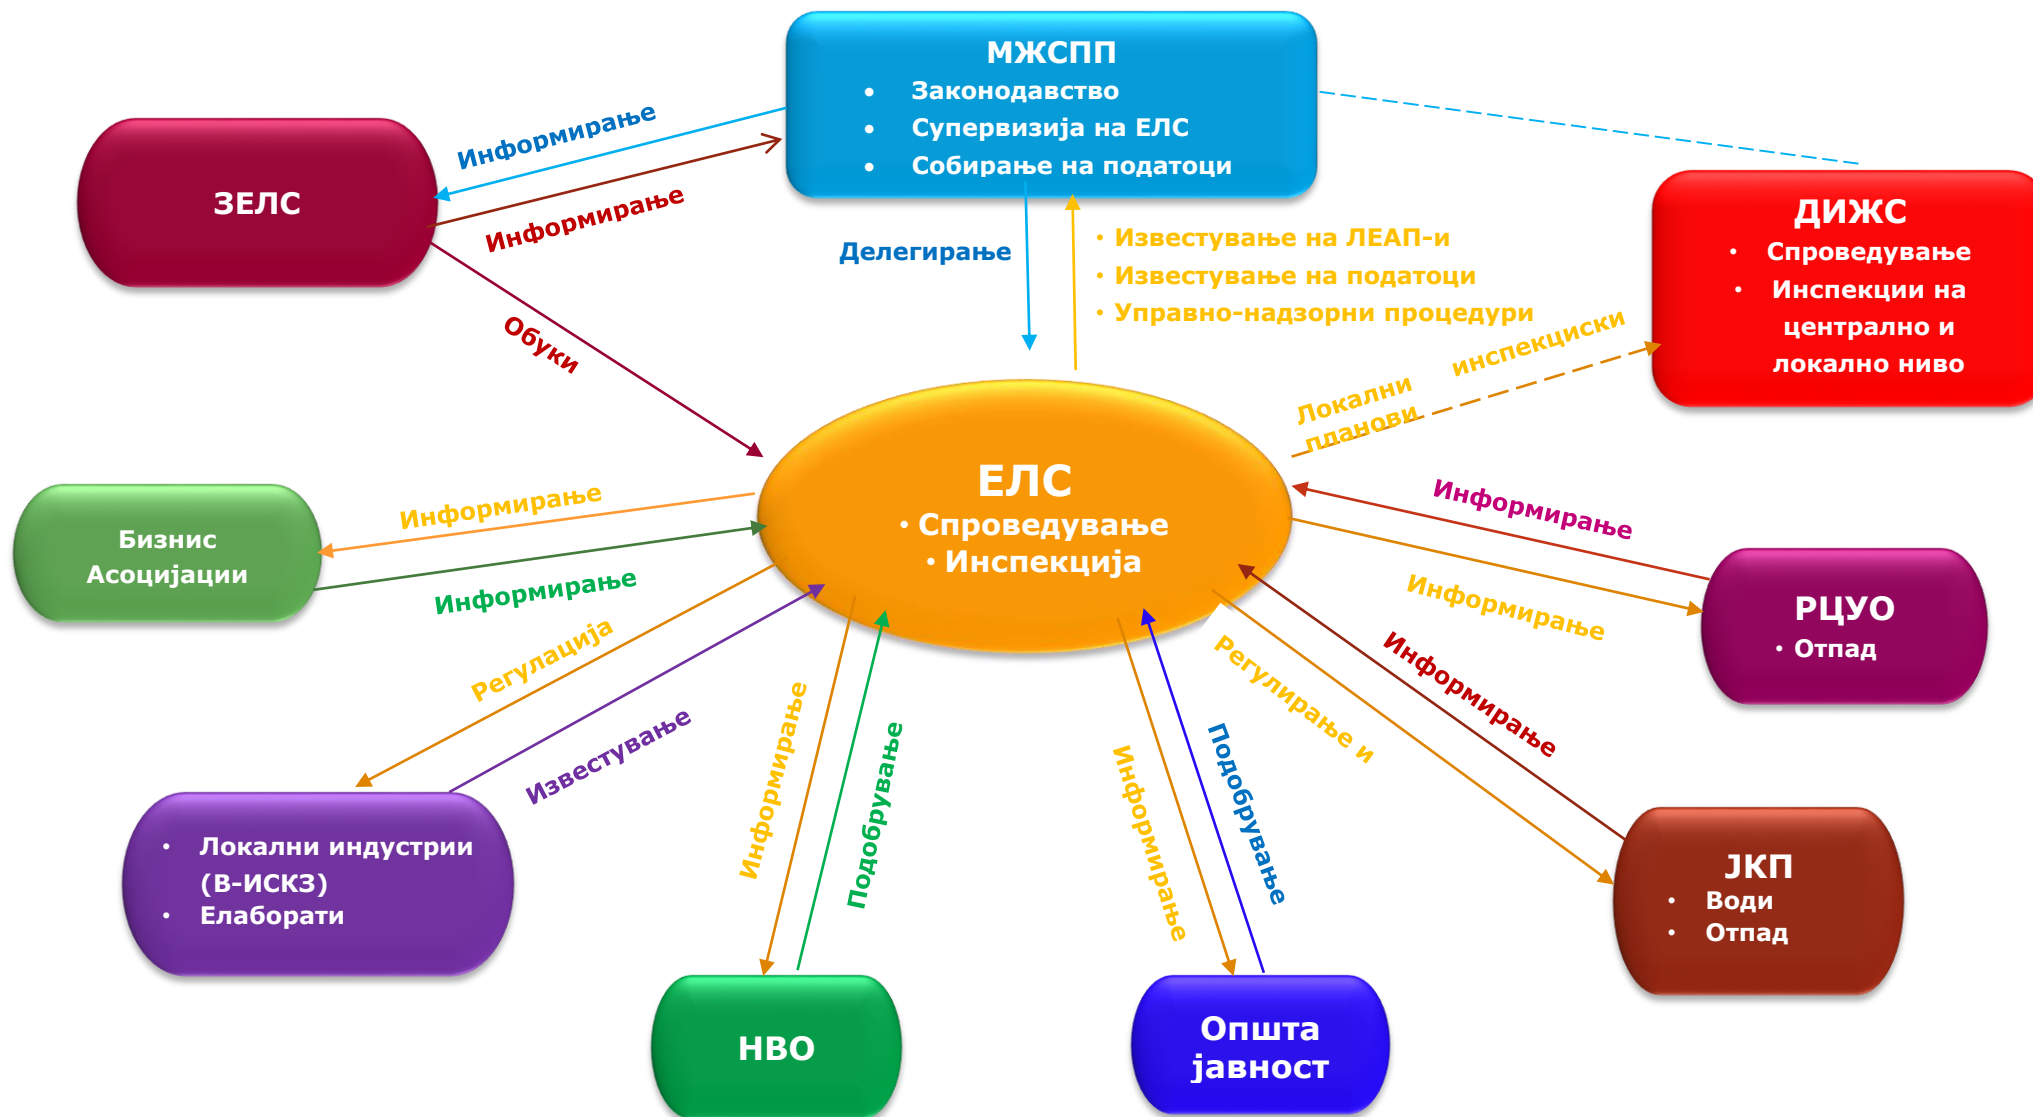 МЖСПП
• Законодавство
• Супервизија на ЕЛС
• Собирање на податоци
Информирање
Информирање
ЗЕЛС
ДИЖС
• Спроведување
• Инспекции на
централно и
локално ниво
Делегирање
• Известување на ЛЕАП-и
• Известување на податоци
• Управно-надзорни процедури
Обуки
Локални инспекциски
планови
ЕЛС
• Спроведување
• Инспекција
Информирање
Информирање
Бизнис
Асоцијации
Информирање
Информирање
РЦУО
• Отпад
Регулација
Известување
Информирање
Подобрување
Информирање
Подобрување
Регулирање и
Информирање
• Локални индустрии
(В-ИСКЗ)
• Елаборати
ЈКП
• Води
• Отпад
НВО
Општа
јавност